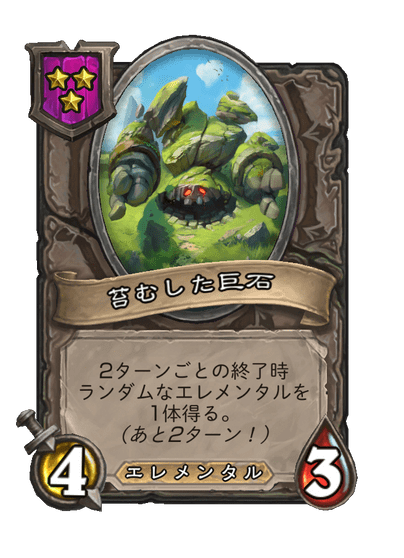 苔むした巨石
2ターンごとの終了時
ランダムなエレメンタルを
1体得る。
(あと2ターン！)
4
エレメンタル
3